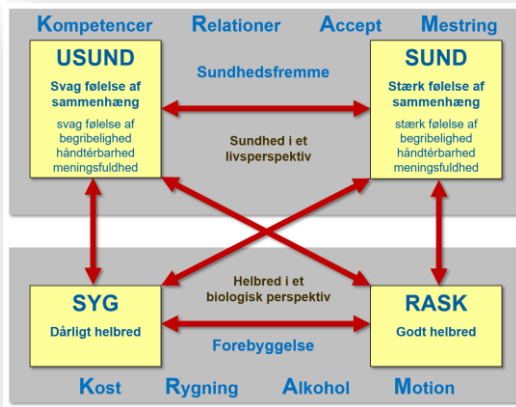 Kompetencer Relationer Accept Mestring
USUND
Svag følelse af
sammenhæng
svag følelse af
begribelighed
håndtérbarhed
meningsfuldhed
Sundhedsfremme
Sundhed i et
livsperspektiv
SUND
Stærk følelse af
sammenhæng
stærk følelse af
begribelighed
håndtérbarhed
meningsfuldhed
SYG
Dårligt helbred
Helbred i et
biologisk perspektiv
Forebyggelse
RASK
Godt helbred
Kost Rygning Alkohol Motion